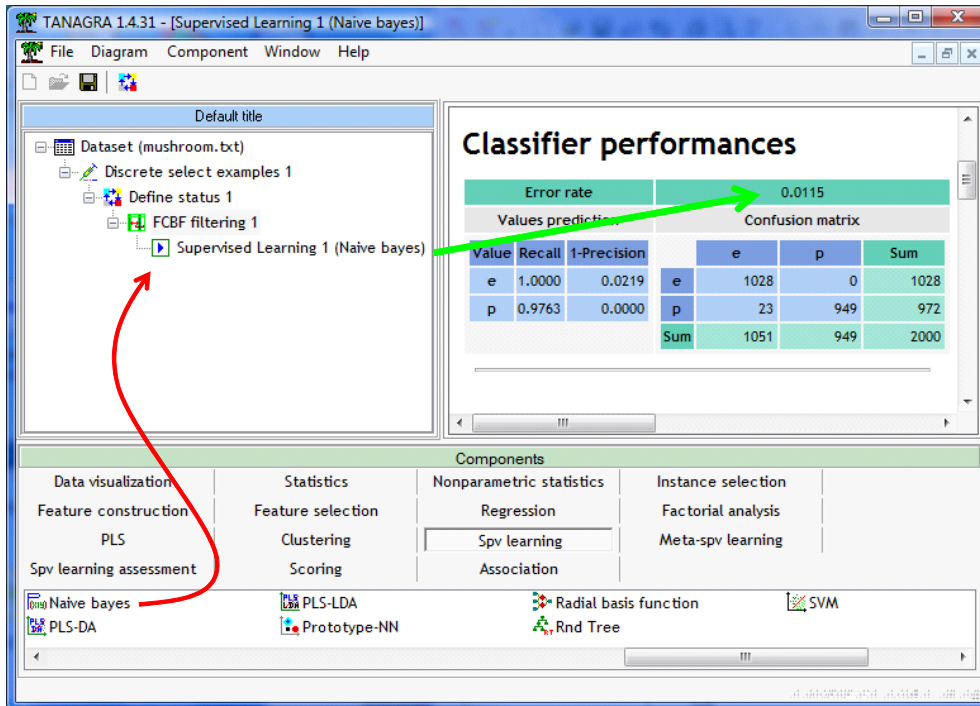 TANAGRA 1.4.31 - [Supervised Learning 1 (Naive bayes)]
File Diagram Component Window Help
Default title
Dataset (mushroom.txt)
Discrete select examples 1
Define status 1
FCBF filtering 1
Supervised Learning 1 (Naive bayes)
Classifier performances
Error rate 0.0115
Values prediction Confusion matrix
Value Recall 1-Precision e p Sum
e 1.0000 0.0219 e 1028 0 1028
p 0.9763 0.0000 p 23 949 972
Sum 1051 949 2000
Components
Data visualization Statistics Nonparametric statistics Instance selection
Feature construction Feature selection Regression Factorial analysis
PLS Clustering Spv learning Meta-spv learning
Spv learning assessment Scoring Association
Naive bayes PLS-LDA Radial basis function SVM
PLS-DA Prototype-NN Rnd Tree